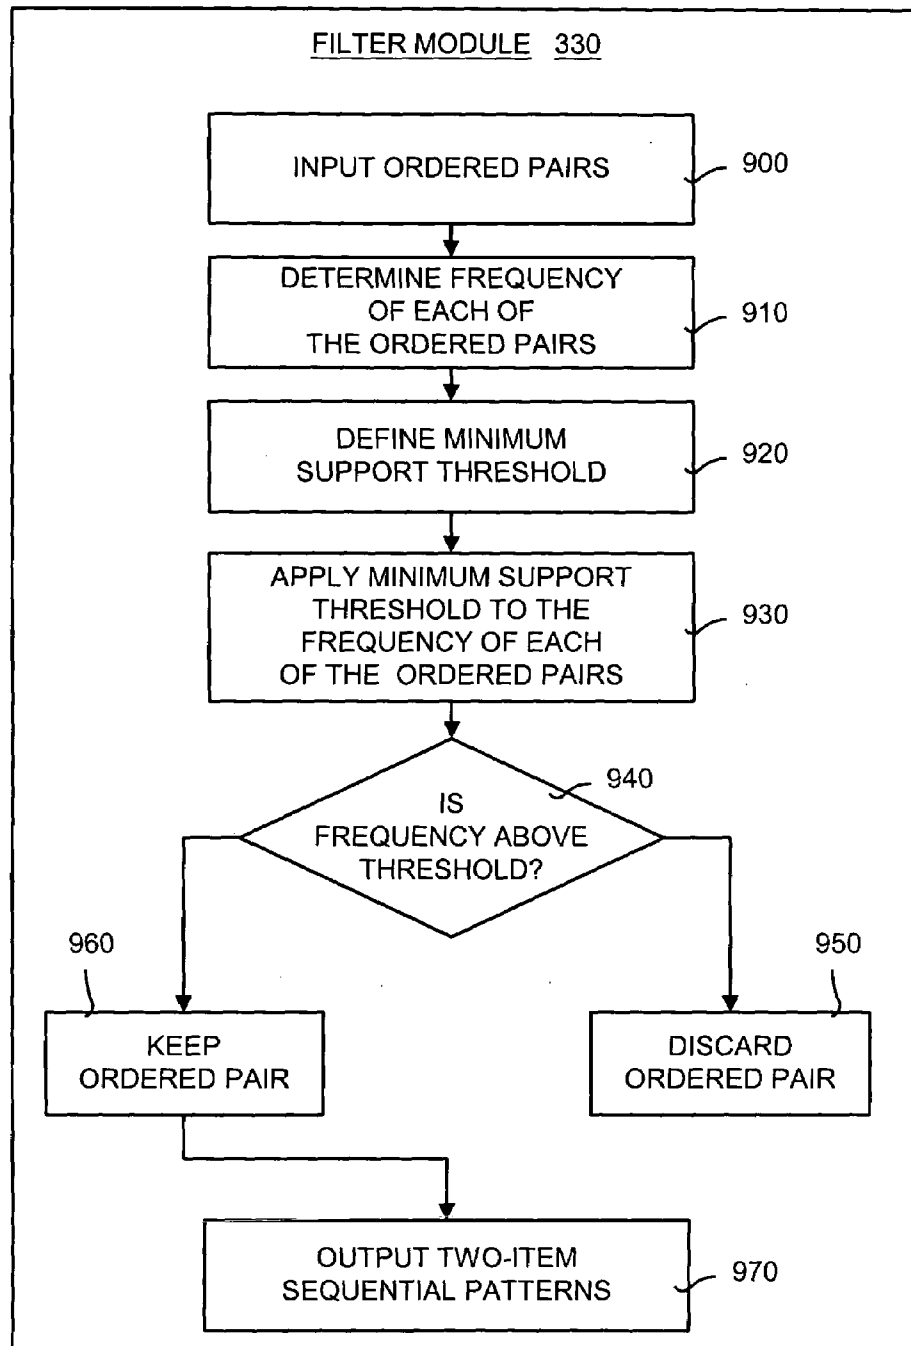 FILTER MODULE 330
INPUT ORDERED PAIRS
900
DETERMINE FREQUENCY
OF EACH OF
THE ORDERED PAIRS
910
DEFINE MINIMUM
SUPPORT THRESHOLD
920
APPLY MINIMUM SUPPORT
THRESHOLD TO THE
FREQUENCY OF EACH
OF THE ORDERED PAIRS
930
IS
FREQUENCY ABOVE
THRESHOLD?
940
960
KEEP
ORDERED PAIR
950
DISCARD
ORDERED PAIR
OUTPUT TWO-ITEM
SEQUENTIAL PATTERNS
970